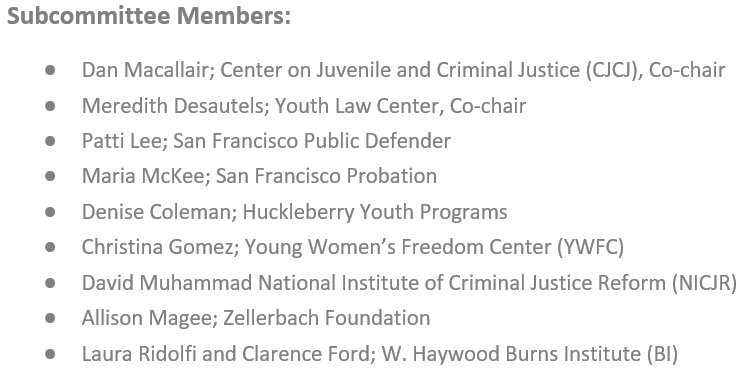 Subcommittee Members:
● Dan Macallair; Center on Juvenile and Criminal Justice (CJCJ), Co-chair
● Meredith Desautels; Youth Law Center, Co-chair
● Patti Lee; San Francisco Public Defender
● Maria McKee; San Francisco Probation
● Denise Coleman; Huckleberry Youth Programs
● Christina Gomez; Young Women’s Freedom Center (YWFC)
● David Muhammad National Institute of Criminal Justice Reform (NICJR)
● Allison Magee; Zellerbach Foundation
● Laura Ridolfi and Clarence Ford; W. Haywood Burns Institute (BI)